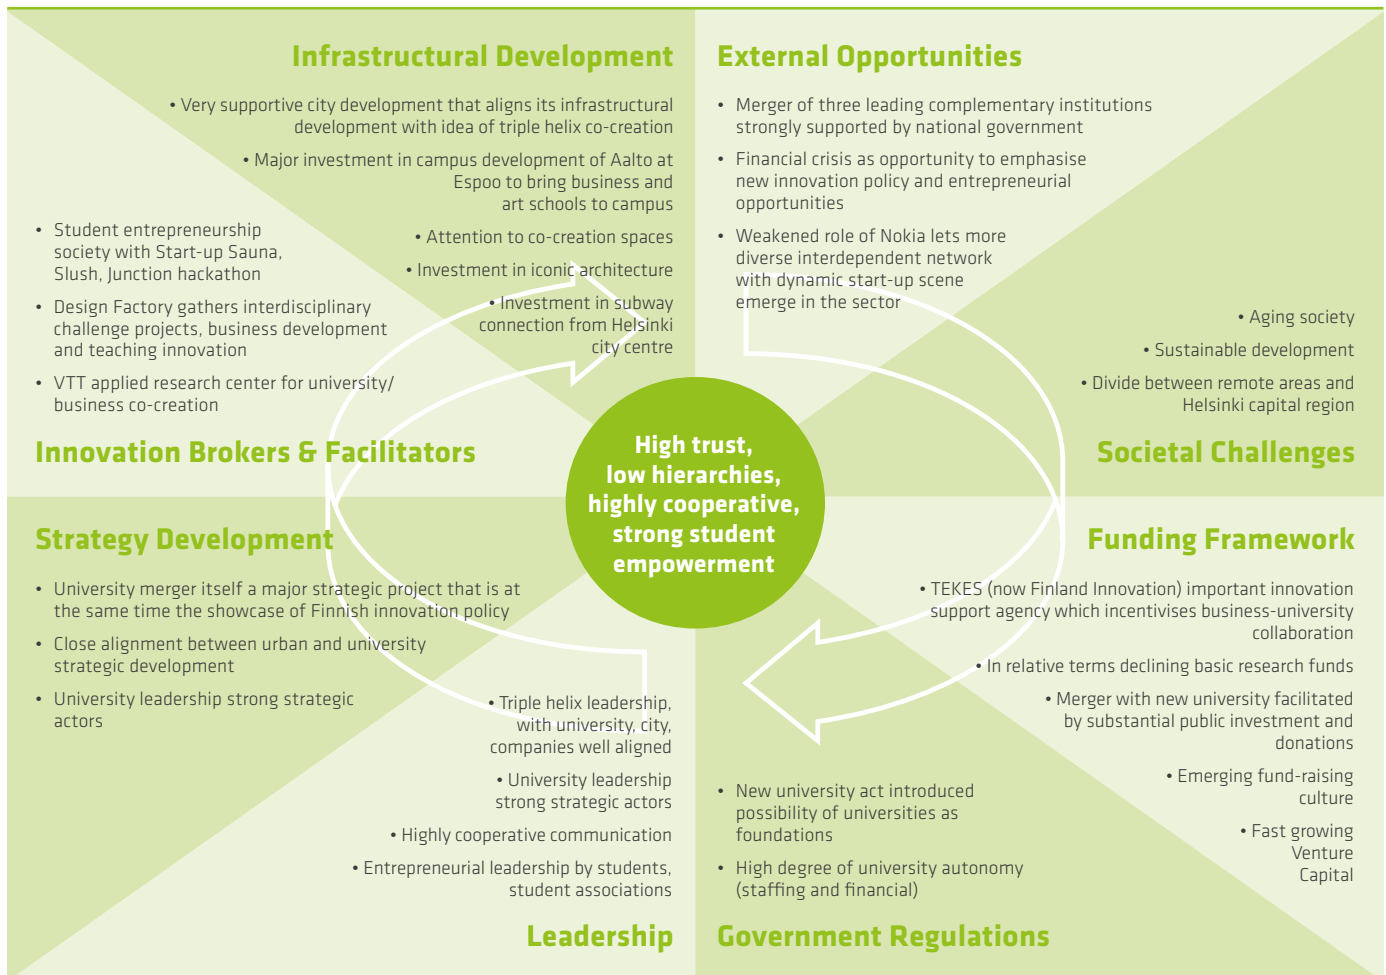 Infrastructural Development
• Very supportive city development that aligns its infrastructural
development with idea of triple helix co-creation
• Major investment in campus development of Aalto at
Espoo to bring business and
art schools to campus
• Attention to co-creation spaces
• Investment in iconic architecture
• Investment in subway
connection from Helsinki
city centre
External Opportunities
• Merger of three leading complementary institutions
strongly supported by national government
• Financial crisis as opportunity to emphasise
new innovation policy and entrepreneurial
opportunities
• Weakened role of Nokia lets more
diverse interdependent network
with dynamic start-up scene
emerge in the sector
• Student entrepreneurship
society with Start-up Sauna,
Slush, Junction hackathon
• Design Factory gathers interdisciplinary
challenge projects, business development
and teaching innovation
• VTT applied research center for university/
business co-creation
Innovation Brokers & Facilitators
• Aging society
• Sustainable development
• Divide between remote areas and
Helsinki capital region
Societal Challenges
High trust,
low hierarchies,
highly cooperative,
strong student
empowerment
Strategy Development
• University merger itself a major strategic project that is at
the same time the showcase of Finnish innovation policy
• Close alignment between urban and university
strategic development
• University leadership strong strategic
actors
Funding Framework
• TEKES (now Finland Innovation) important innovation
support agency which incentivises business-university
collaboration
• In relative terms declining basic research funds
• Merger with new university facilitated
by substantial public investment and
donations
• Emerging fund-raising
culture
• Fast growing
Venture
Capital
• Triple helix leadership,
with university, city,
companies well aligned
• University leadership
strong strategic actors
• Highly cooperative communication
• Entrepreneurial leadership by students,
student associations
Leadership
• New university act introduced
possibility of universities as
foundations
• High degree of university autonomy
(staffing and financial)
Government Regulations